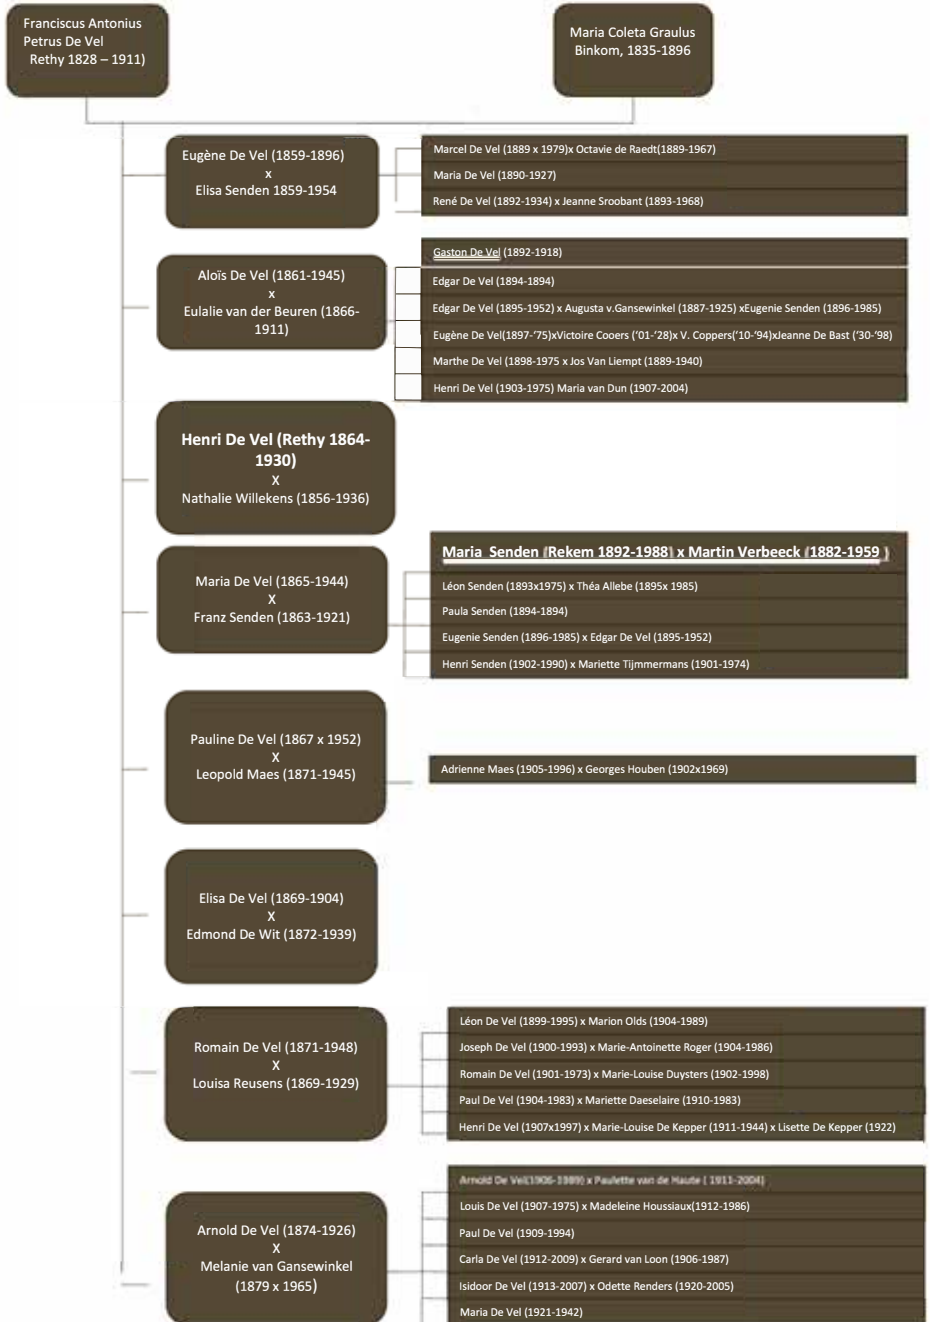 Franciscus Antonius
Petrus De Vel
Rethy 1828 – 1911)
Maria Coleta Graulus
Binkom, 1835-1896
Eugène De Vel (1859-1896)
x
Elisa Senden 1859-1954
Marcel De Vel (1889 x 1979)x Octavie de Raedt(1889-1967)
Maria De Vel (1890-1927)
René De Vel (1892-1934) x Jeanne Sroobant (1893-1968)
Aloïs De Vel (1861-1945)
x
Eulalie van der Beuren (1866-
1911)
Gaston De Vel (1892-1918)
Edgar De Vel (1894-1894)
Edgar De Vel (1895-1952) x Augusta v.Gansewinkel (1887-1925) xEugenie Senden (1896-1985)
Eugène De Vel(1897-'75)xVictoire Cooers ('01-'28)x V. Coppers('10-'94)xJeanne De Bast ('30-'98)
Marthe De Vel (1898-1975 x Jos Van Liempt (1889-1940)
Henri De Vel (1903-1975) Maria van Dun (1907-2004)
Henri De Vel (Rethy 1864-
1930)
X
Nathalie Willekens (1856-1936)
Maria De Vel (1865-1944)
X
Franz Senden (1863-1921)
Maria Senden (Rekem 1892-1988) x Martin Verbeeck (1882-1959 )
Léon Senden (1893x1975) x Théa Allebe (1895x 1985)
Paula Senden (1894-1894)
Eugenie Senden (1896-1985) x Edgar De Vel (1895-1952)
Henri Senden (1902-1990) x Mariette Tijmmermans (1901-1974)
Pauline De Vel (1867 x 1952)
X
Leopold Maes (1871-1945)
Adrienne Maes (1905-1996) x Georges Houben (1902x1969)
Elisa De Vel (1869-1904)
X
Edmond De Wit (1872-1939)
Romain De Vel (1871-1948)
X
Louisa Reusens (1869-1929)
Léon De Vel (1899-1995) x Marion Olds (1904-1989)
Joseph De Vel (1900-1993) x Marie-Antoinette Roger (1904-1986)
Romain De Vel (1901-1973) x Marie-Louise Duysters (1902-1998)
Paul De Vel (1904-1983) x Mariette Daeselaire (1910-1983)
Henri De Vel (1907x1997) x Marie-Louise De Kepper (1911-1944) x Lisette De Kepper (1922)
Arnold De Vel (1874-1926)
X
Melanie van Gansewinkel
(1879 x 1965)
Arnold De Vel(1906-1989) x Paulette van de Haute ( 1911-2004)
Louis De Vel (1907-1975) x Madeleine Houssiaux(1912-1986)
Paul De Vel (1909-1994)
Carla De Vel (1912-2009) x Gerard van Loon (1906-1987)
Isidoor De Vel (1913-2007) x Odette Renders (1920-2005)
Maria De Vel (1921-1942)